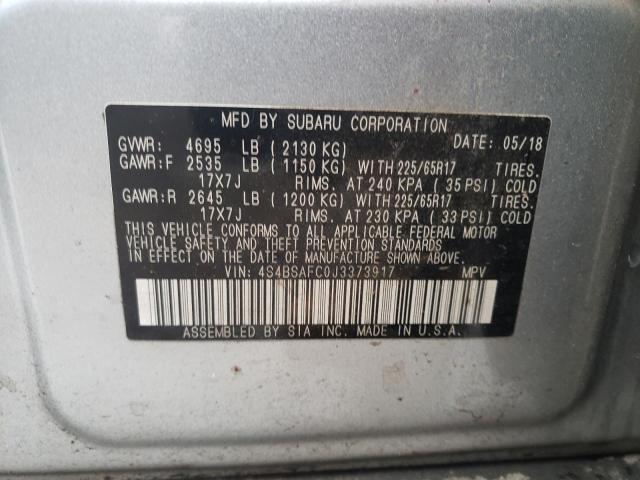 MFD BY SUBARU CORPORATION DATE: 05/18
GVWR: 4695 LB (2130 KG)
GAWR:F 2535 LB (1150 KG) WITH 225/65R17 TIRES.
17X7J RIMS. AT 240 KPA ( 35 PSI) COLD
GAWR:R 2645 LB (1200 KG) WITH 225/65R17 TIRES.
17X7J RIMS. AT 230 KPA ( 33 PSI) COLD
THIS VEHICLE CONFORMS TO ALL APPLICABLE FEDERAL MOTOR
VEHICLE SAFETY AND THEFT PREVENTION STANDARDS
IN EFFECT ON THE DATE OF MANUFACTURE SHOWN ABOVE.
VIN: 4S4BSAFC0J3373917 MPV
ASSEMBLED BY SIA INC. MADE IN U.S.A.